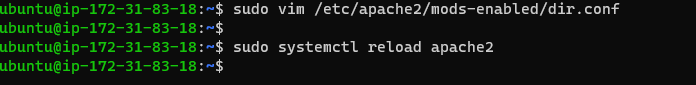 ubuntu@ip-172-31-83-18:~$ sudo vim /etc/apache2/mods-enabled/dir.conf
ubuntu@ip-172-31-83-18:~$
ubuntu@ip-172-31-83-18:~$ sudo systemctl reload apache2
ubuntu@ip-172-31-83-18:~$